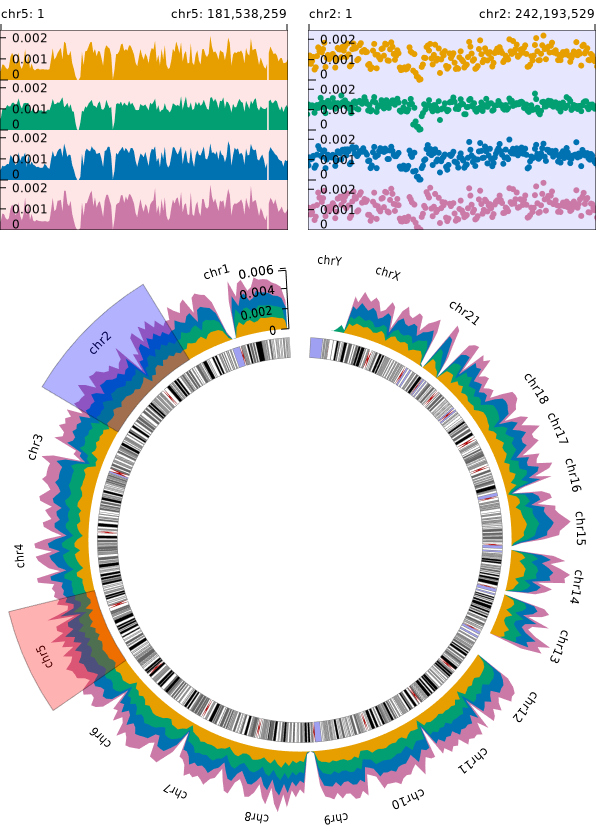 chr5: 1 chr5: 181,538,259 chr2: 1 chr2: 242,193,529
0.002 0.002
0.001 0.001
0 0
0.002 0.002
0.001 0.001
0 0
0.002 0.002
0.001 0.001
0 0
0.002 0.002
0.001 0.001
0 0
chrY
chr1 0.006 chrX
0.004
0.002 chr21
0
chr2
chr18
chr17
chr3
chr16
chr15
chr4
chr14
chr13
chr5
chr12
chr6
chr11
chr7
chr10
chr8 chr9